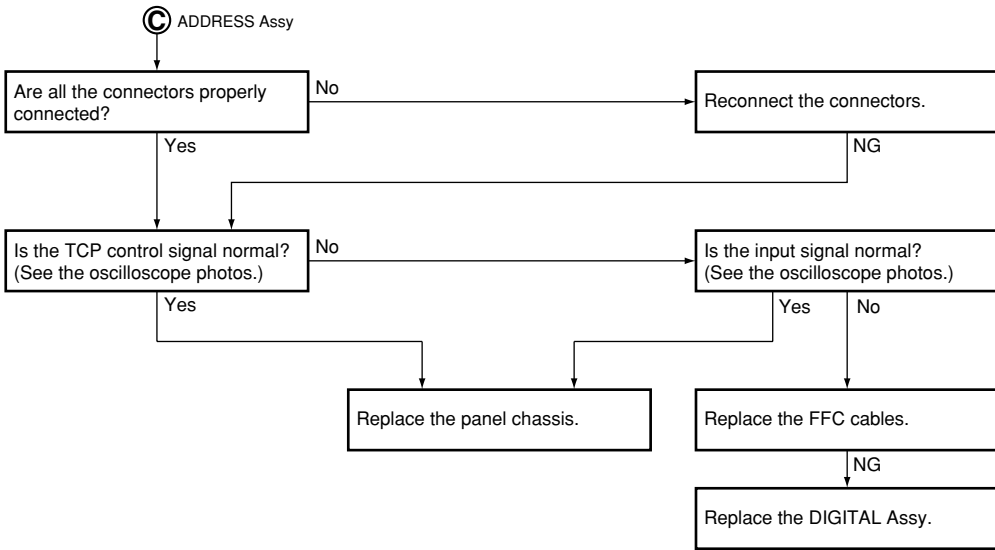 C ADDRESS Assy
Are all the connectors properly
connected?
No
Reconnect the connectors.
Yes
NG
Is the TCP control signal normal?
(See the oscilloscope photos.)
No
Is the input signal normal?
(See the oscilloscope photos.)
Yes
Yes
No
Replace the panel chassis.
Replace the FFC cables.
NG
Replace the DIGITAL Assy.